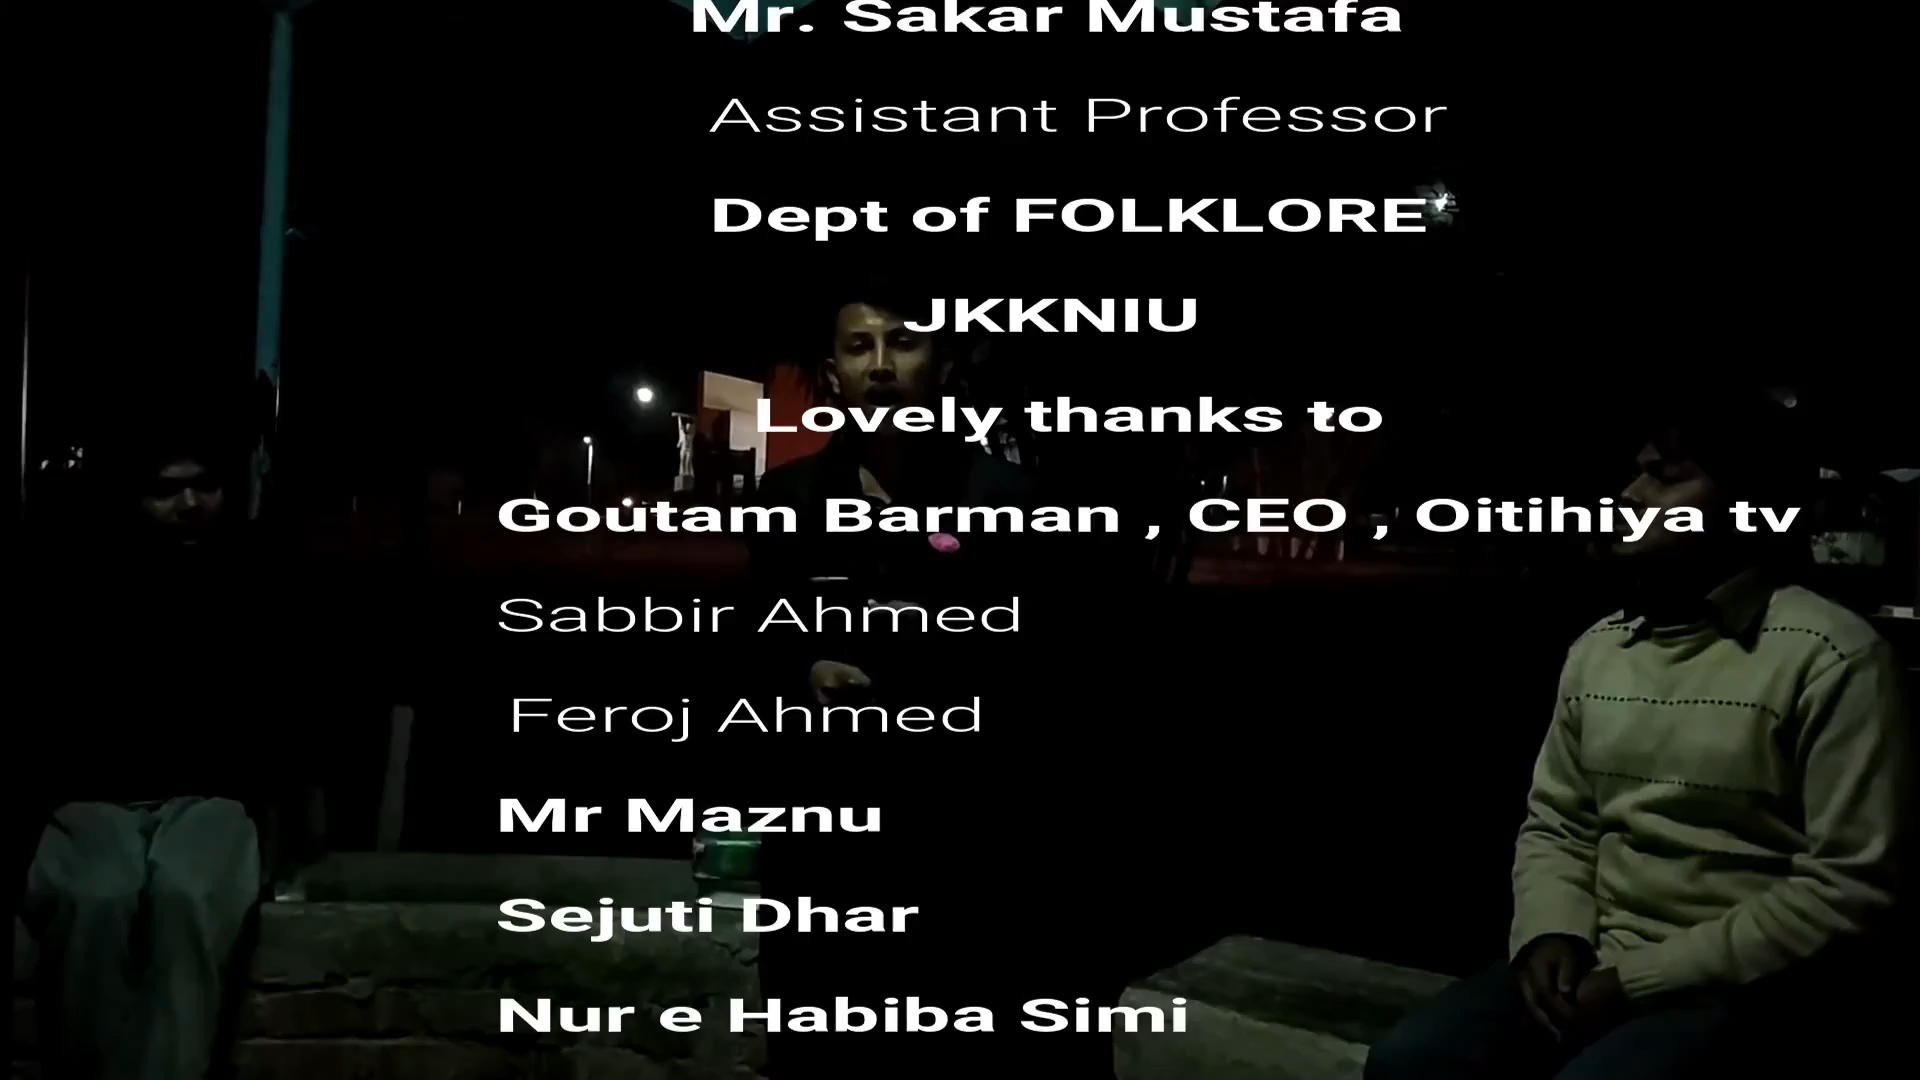 Mr. Sakar Mustafa
Assistant Professor
Dept of FOLKLORE
JKKNIU
Lovely thanks to
Goutam Barman , CEO , Oitihiya tv
Sabbir Ahmed
Feroj Ahmed
Mr Maznu
Sejuti Dhar
Nur e Habiba Simi